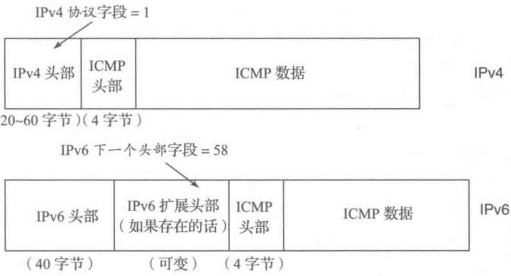 IPv4 协议字段 = 1
IPv4 头部
ICMP
头部
ICMP 数据
IPv4
20~60 字节)(4 字节)
IPv6 下一个头部字段 = 58
IPv6 头部
IPv6 扩展头部
(如果存在的话)
ICMP
头部
ICMP 数据
IPv6
(40 字节)
(可变)
(4 字节)